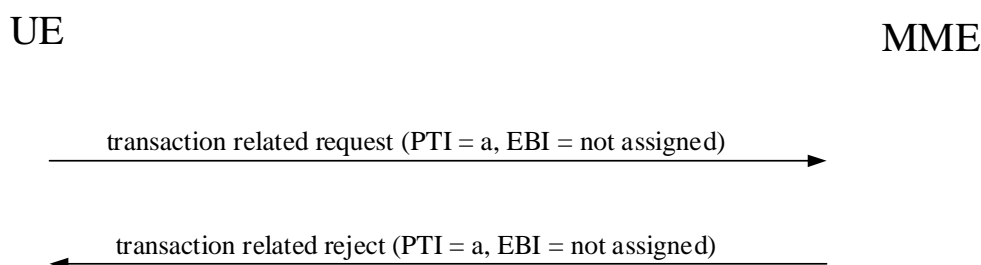 UE
MME
transaction related request (PTI = a, EBI = not assigned)
transaction related reject (PTI = a, EBI = not assigned)